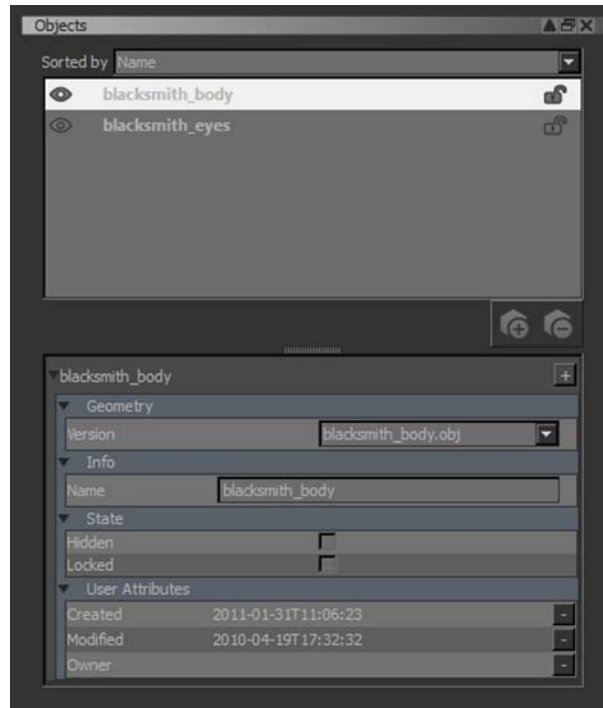 Objects
Sorted by Name
blacksmith_body
blacksmith_eyes
blacksmith_body +
Geometry
Version blacksmith_body.obj
Info
Name blacksmith_body
State
Hidden
Locked
User Attributes
Created 2011-01-31T11:06:23 -
Modified 2010-04-19T17:32:32 -
Owner -